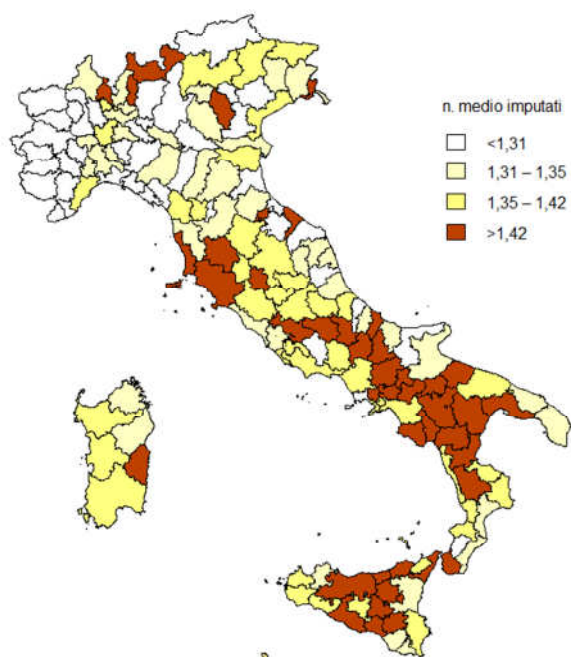 n. medio imputati
<1,31
1,31 – 1,35
1,35 – 1,42
>1,42